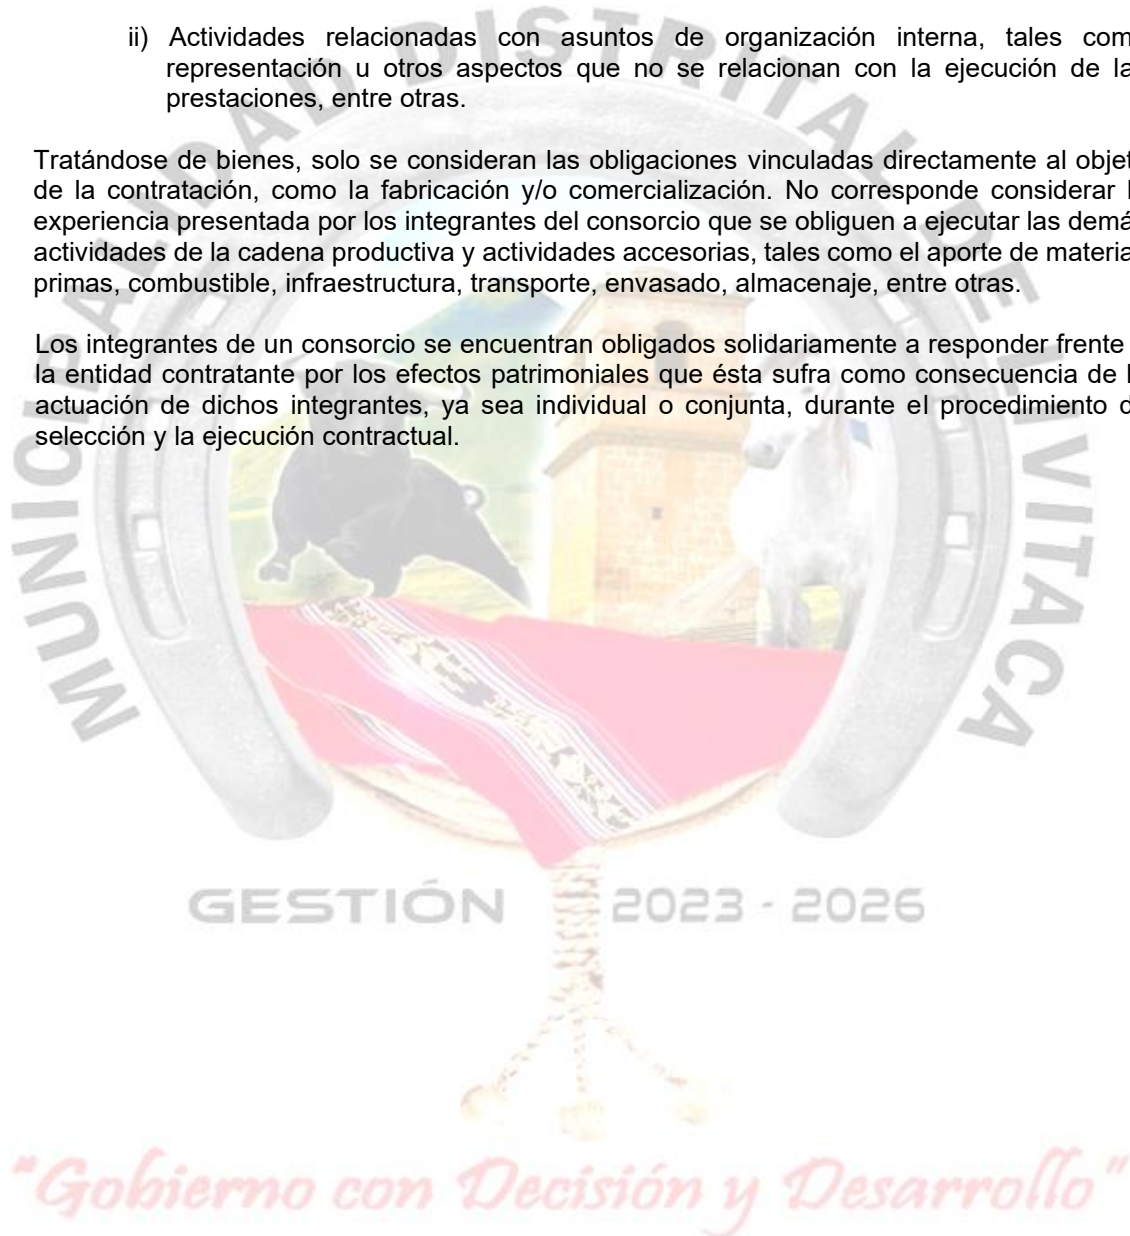 ii) Actividades relacionadas con asuntos de organización interna, tales com
representación u otros aspectos que no se relacionan con la ejecución de la
prestaciones, entre otras.
Tratándose de bienes, solo se consideran las obligaciones vinculadas directamente al objet
de la contratación, como la fabricación y/o comercialización. No corresponde considerar l
experiencia presentada por los integrantes del consorcio que se obliguen a ejecutar las demá
actividades de la cadena productiva y actividades accesorias, tales como el aporte de materia
primas, combustible, infraestructura, transporte, envasado, almacenaje, entre otras.
Los integrantes de un consorcio se encuentran obligados solidariamente a responder frente
la entidad contratante por los efectos patrimoniales que ésta sufra como consecuencia de l
actuación de dichos integrantes, ya sea individual o conjunta, durante el procedimiento d
selección y la ejecución contractual.
MUNICIPALIDAD DISTRITAL DE LIVITACA
GESTIÓN 2023 - 2026
"Gobierno con Decisión y Desarrollo"